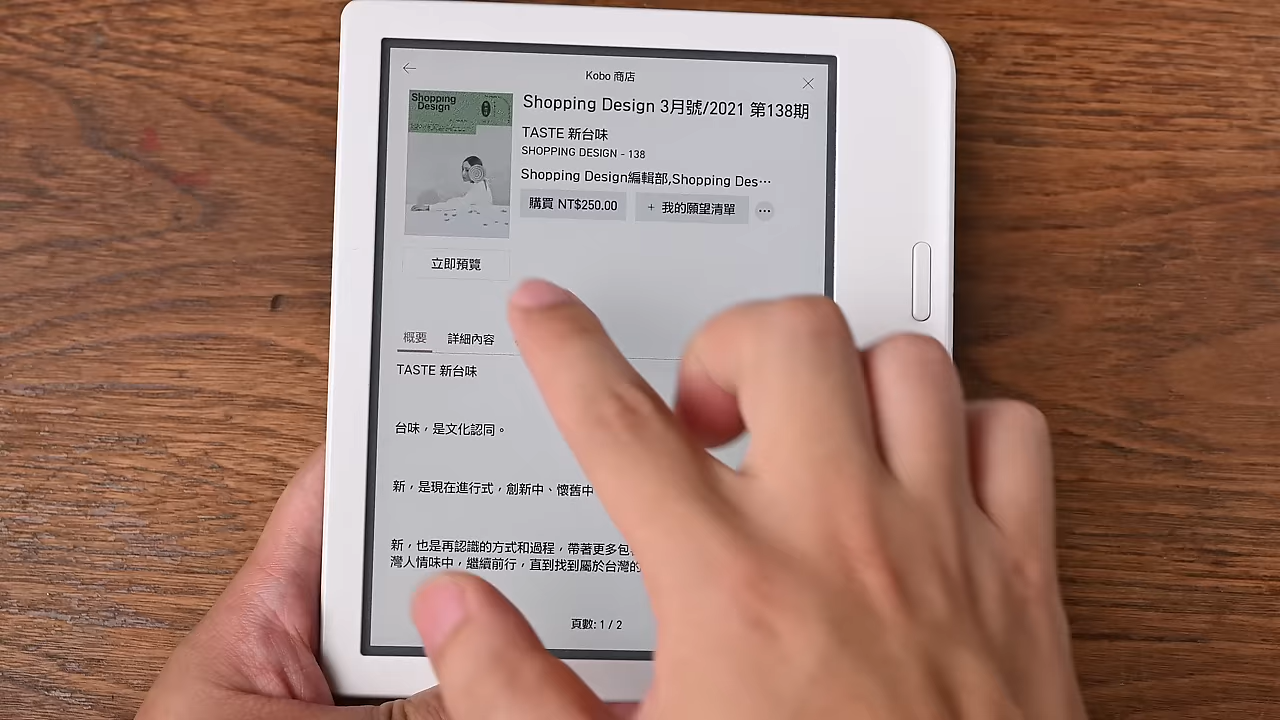 Kobo 商店
Shopping
Design
Shopping Design 3月號/2021 第138期
TASTE 新台味
SHOPPING DESIGN - 138
Shopping Design編輯部,Shopping Des…
購買 NT$250.00
+ 我的願望清單
立即預覽
概要 詳細內容
TASTE 新台味
台味，是文化認同。
新，是現在進行式，創新中、懷舊中
新，也是再認識的方式和過程，帶著更多包
灣人情味中，繼續前行，直到找到屬於台灣的
頁數: 1 / 2